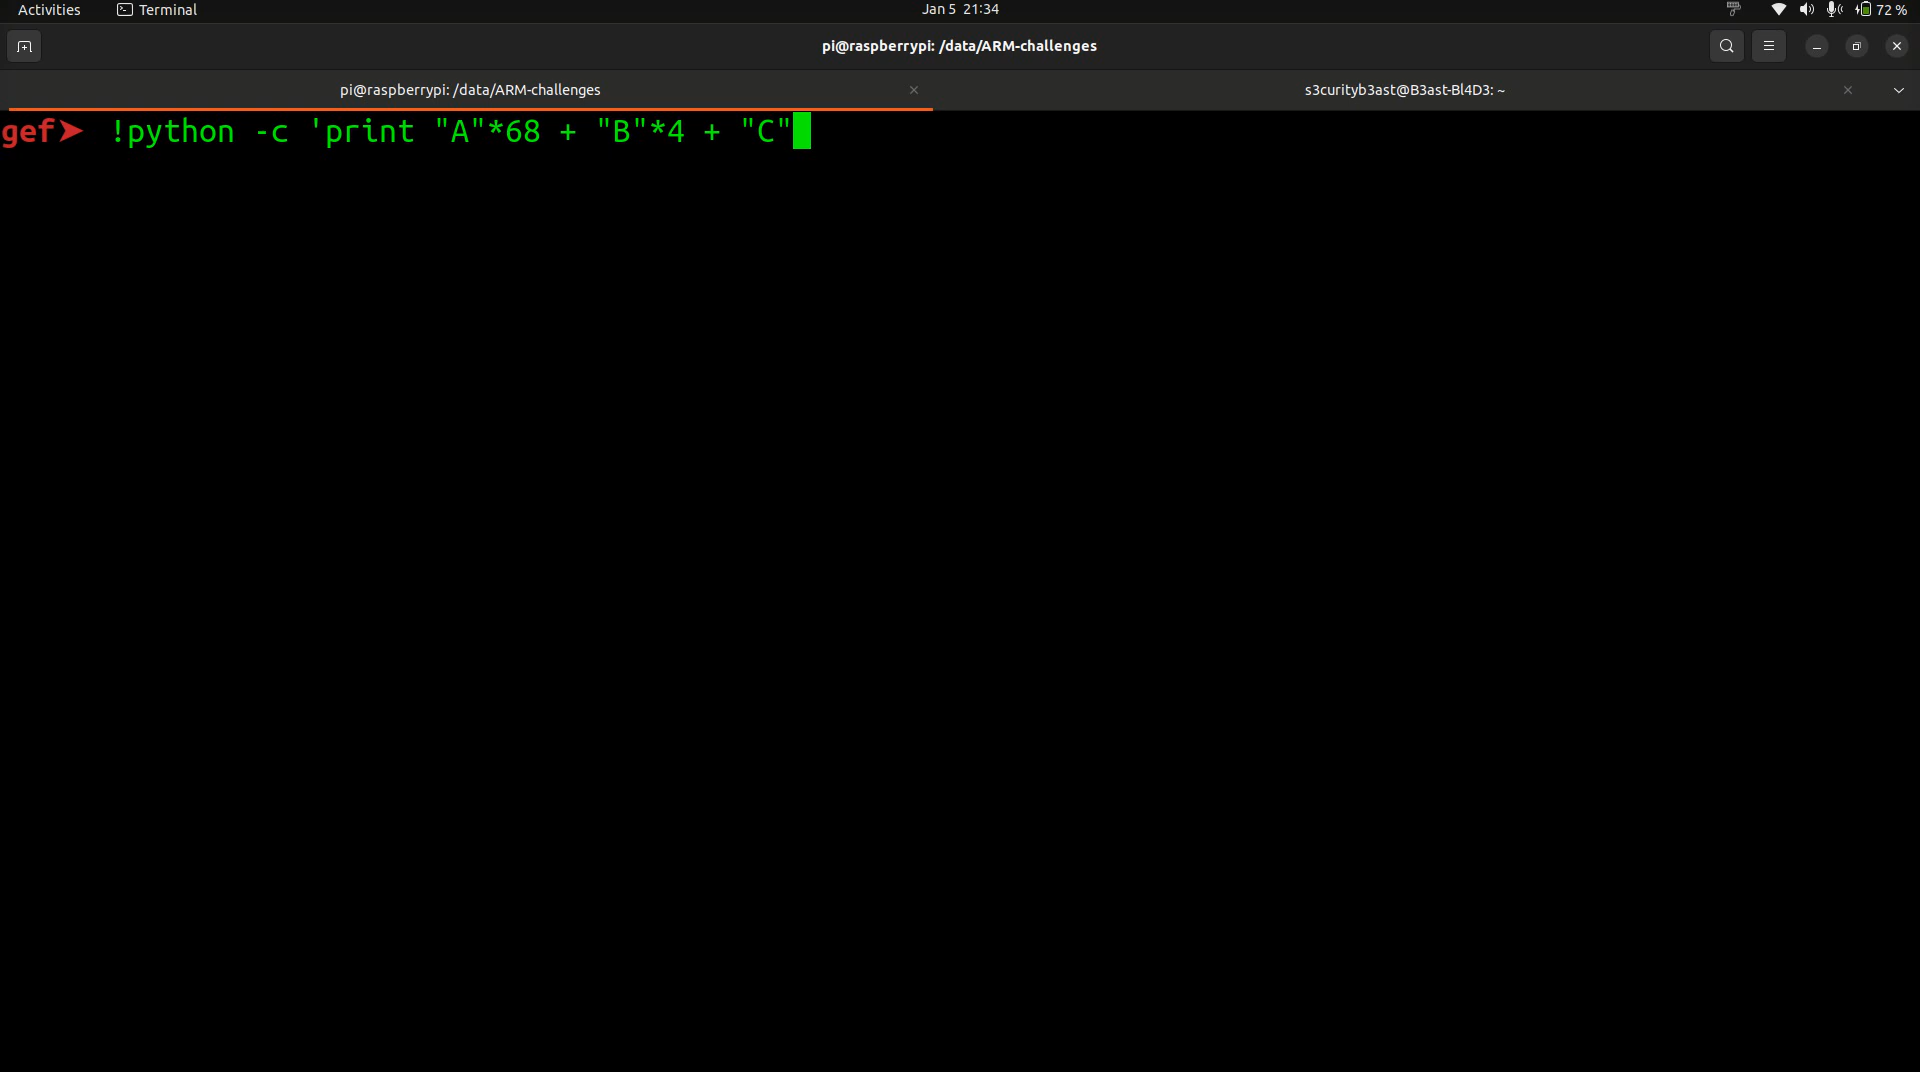 Activities Terminal Jan 5 21:34 72 %
pi@raspberrypi: /data/ARM-challenges
pi@raspberrypi: /data/ARM-challenges s3curityb3ast@B3ast-Bl4D3: ~
gef➤ !python -c 'print "A"*68 + "B"*4 + "C"